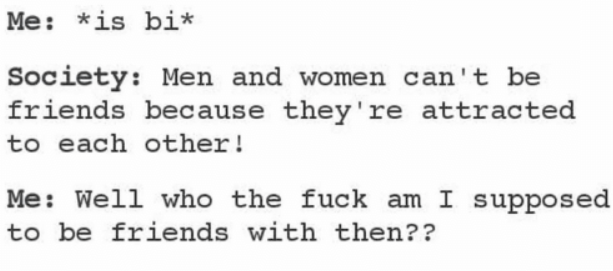 Me: *is bi*
Society: Men and women can't be
friends because they're attracted
to each other!
Me: Well who the fuck am I supposed
to be friends with then??